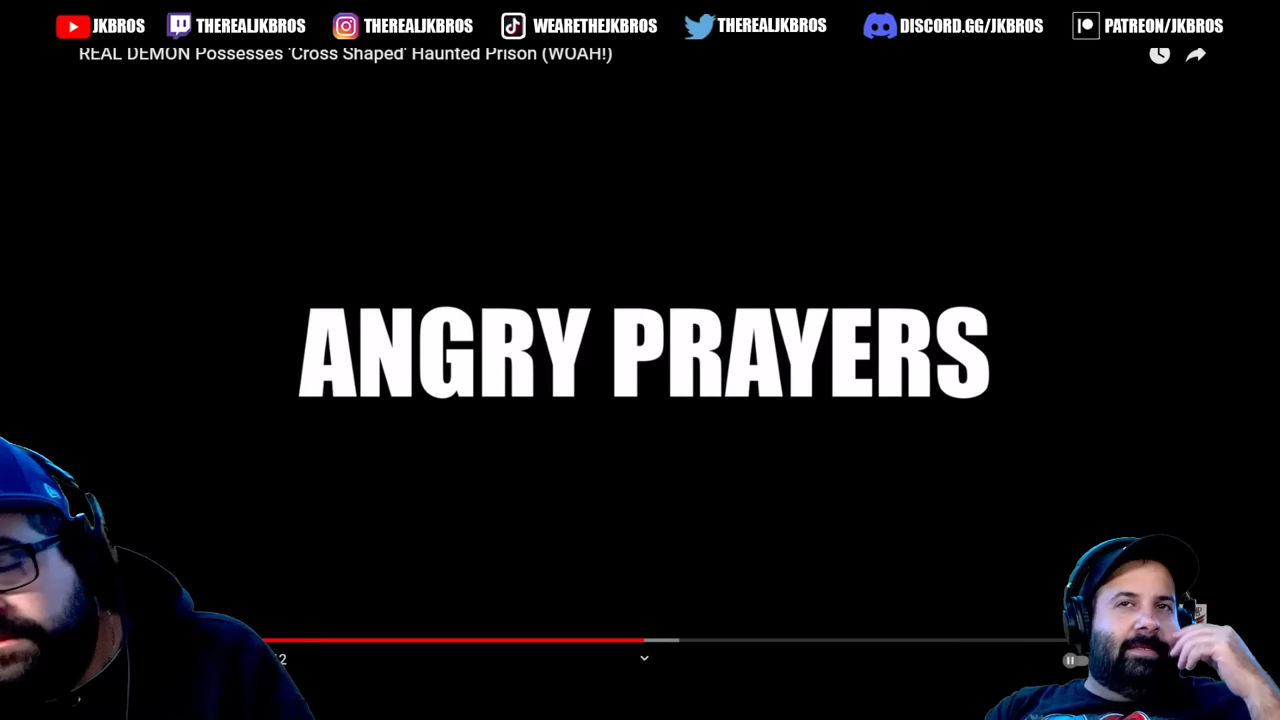 JKBROS THEREALJKBROS THEREALJKBROS WEARETHEJKBROS THEREALJKBROS DISCORD.GG/JKBROS PATREON/JKBROS
REAL DEMON Possesses 'Cross Shaped' Haunted Prison (WOAH!)
ANGRY PRAYERS
2